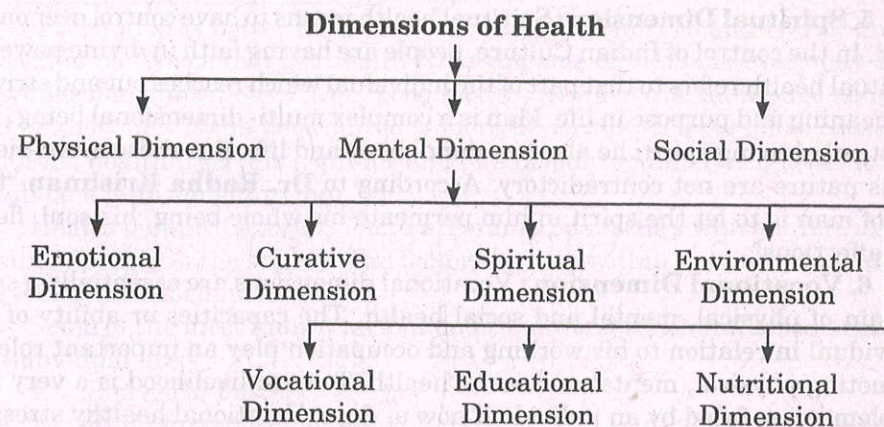 Dimensions of Health
Physical Dimension Mental Dimension Social Dimension
Emotional Dimension
Curative Dimension
Spiritual Dimension
Environmental Dimension
Vocational Dimension
Educational Dimension
Nutritional Dimension